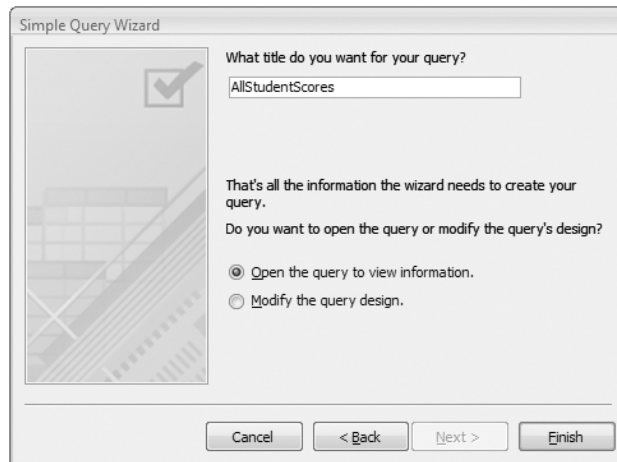 Simple Query Wizard
What title do you want for your query?
AllStudentScores
That's all the information the wizard needs to create your
query.
Do you want to open the query or modify the query's design?
Open the query to view information.
Modify the query design.
Cancel
< Back
Next >
Finish